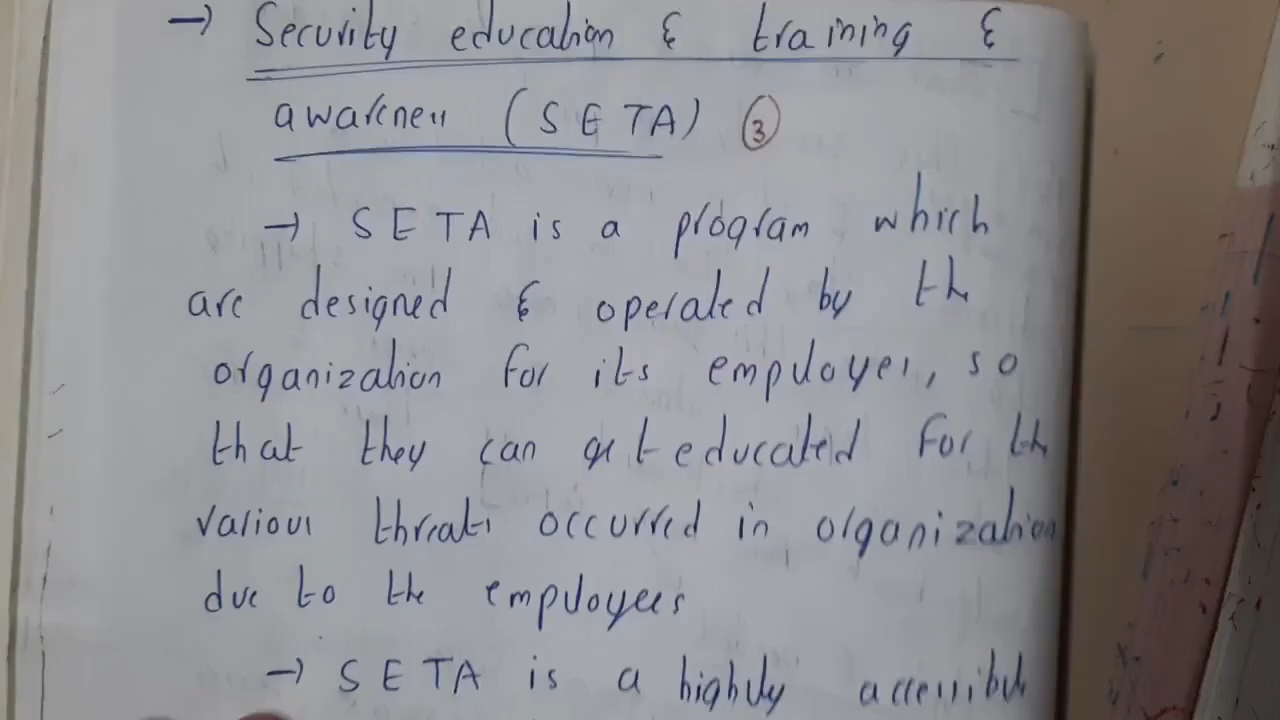 → Security education & training &
awareness (SETA) 3
→ SETA is a program which
are designed & operated by the
organization for its employees, so
that they can get educated for the
various threats occurred in organization
due to the employees
→ SETA is a highly accessible